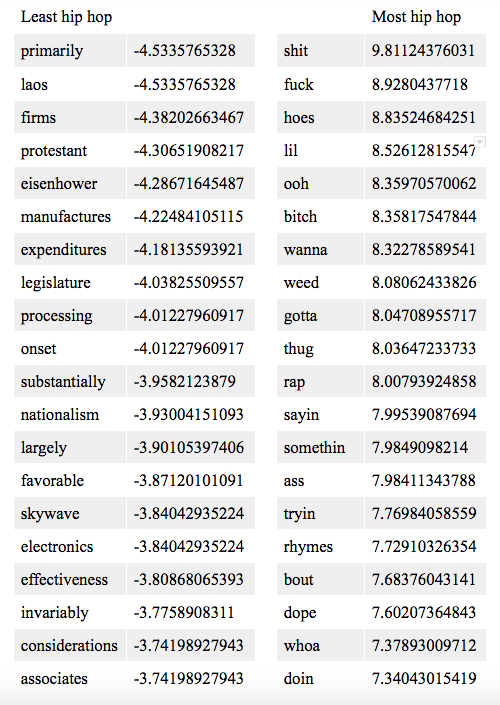 Least hip hop Most hip hop
primarily -4.5335765328 shit 9.81124376031
laos -4.5335765328 fuck 8.9280437718
firms -4.38202663467 hoes 8.83524684251
protestant -4.30651908217 lil 8.52612815547
eisenhower -4.28671645487 ooh 8.35970570062
manufactures -4.22484105115 bitch 8.35817547844
expenditures -4.18135593921 wanna 8.32278589541
legislature -4.03825509557 weed 8.08062433826
processing -4.01227960917 gotta 8.04708955717
onset -4.01227960917 thug 8.03647233733
substantially -3.9582123879 rap 8.00793924858
nationalism -3.93004151093 sayin 7.99539087694
largely -3.90105397406 somethin 7.9849098214
favorable -3.87120101091 ass 7.98411343788
skywave -3.84042935224 tryin 7.76984058559
electronics -3.84042935224 rhymes 7.72910326354
effectiveness -3.80868065393 bout 7.68376043141
invariably -3.7758908311 dope 7.60207364843
considerations -3.74198927943 whoa 7.37893009712
associates -3.74198927943 doin 7.34043015419